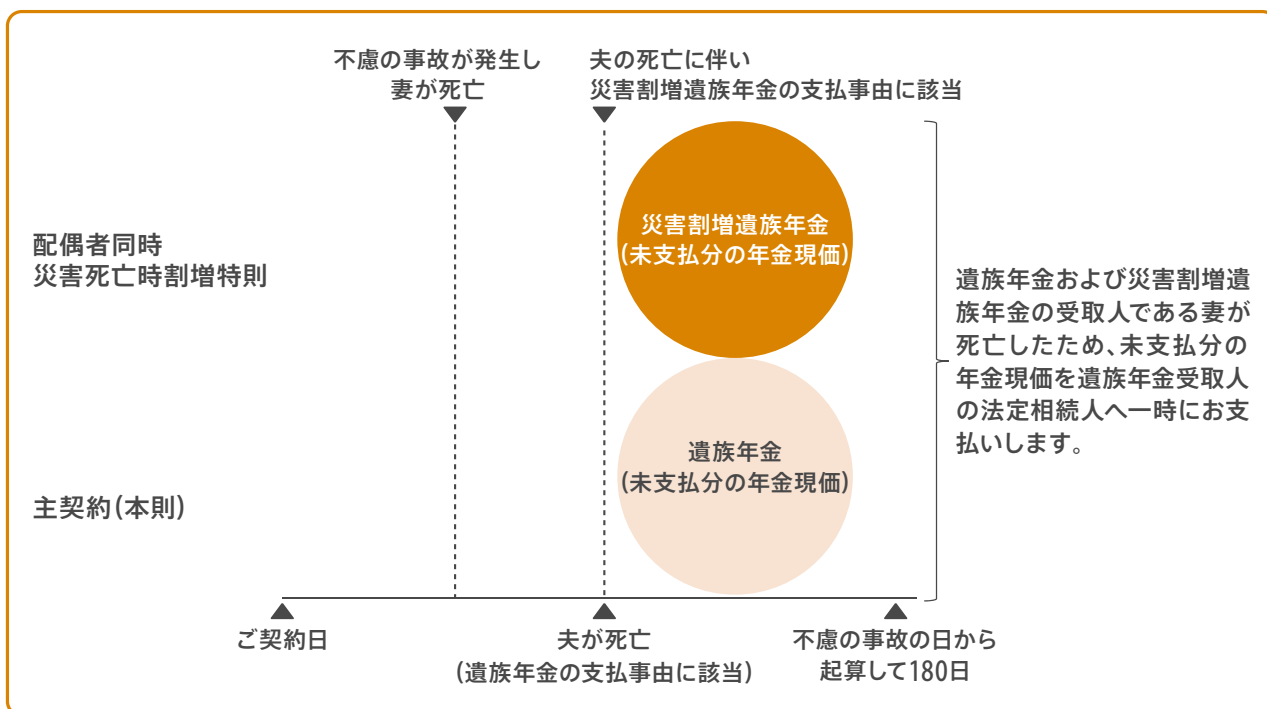 不慮の事故が発生し
妻が死亡
夫の死亡に伴い
災害割増遺族年金の支払事由に該当
配偶者同時
災害死亡時割増特則
災害割増遺族年金
(未支払分の年金現価)
遺族年金および災害割増遺
族年金の受取人である妻が
死亡したため、未支払分の
年金現価を遺族年金受取人
の法定相続人へ一時にお支
払いします。
主契約(本則)
遺族年金
(未支払分の年金現価)
ご契約日
夫が死亡
(遺族年金の支払事由に該当)
不慮の事故の日から
起算して180日